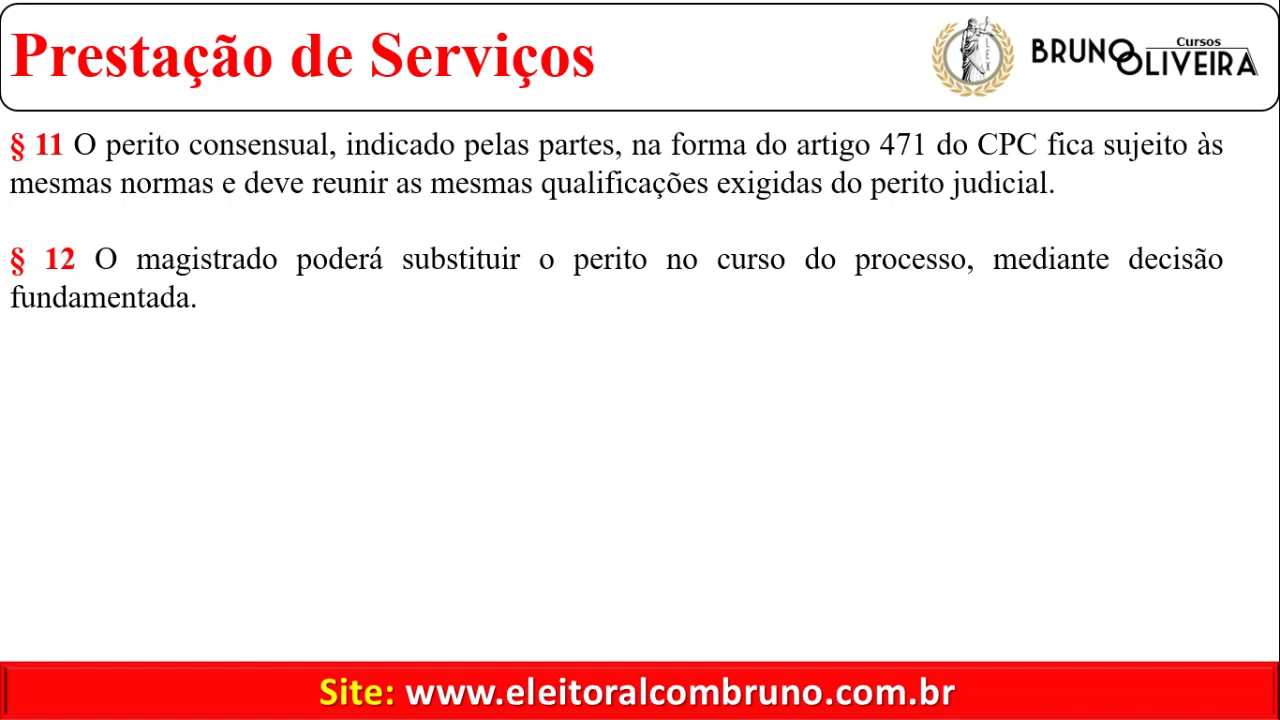 Prestação de Serviços
Cursos
BRUNO OLIVEIRA
LEX
§ 11 O perito consensual, indicado pelas partes, na forma do artigo 471 do CPC fica sujeito às
mesmas normas e deve reunir as mesmas qualificações exigidas do perito judicial.
§ 12 O magistrado poderá substituir o perito no curso do processo, mediante decisão
fundamentada.
Site: www.eleitoralcombruno.com.br